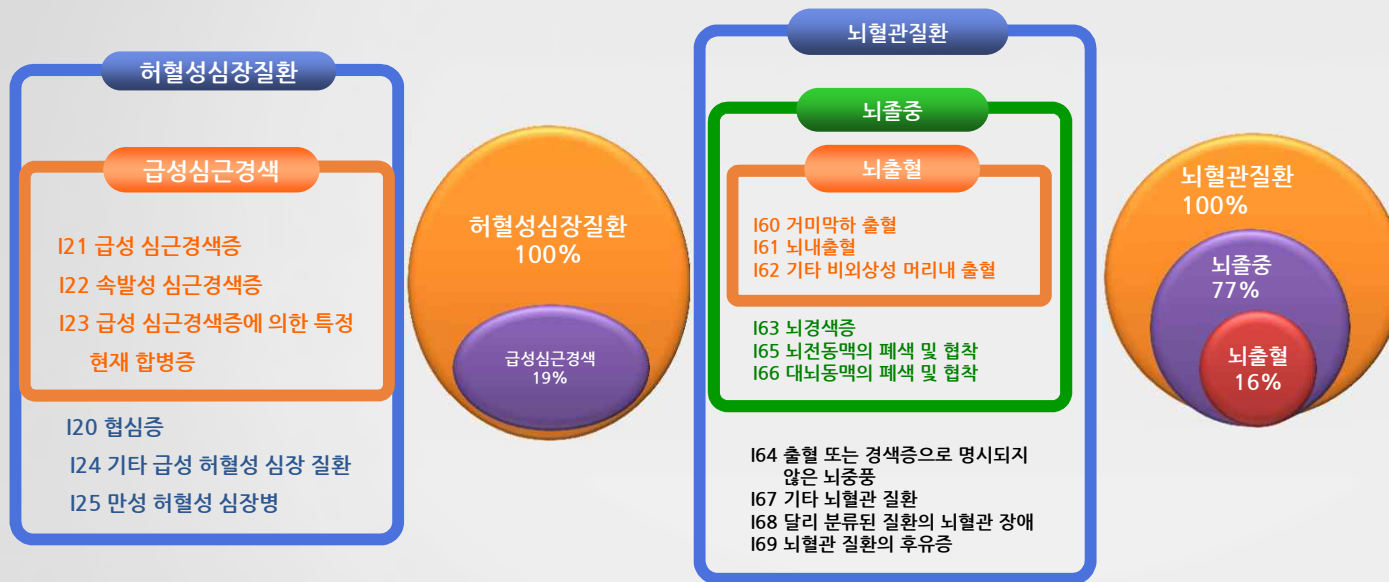 허혈성심장질환
급성심근경색
I21 급성 심근경색증
I22 속발성 심근경색증
I23 급성 심근경색증에 의한 특정
현재 합병증
I20 협심증
I24 기타 급성 허혈성 심장 질환
I25 만성 허혈성 심장병
허혈성심장질환
100%
급성심근경색
19%
뇌혈관질환
뇌졸중
뇌출혈
I60 거미막하 출혈
I61 뇌내출혈
I62 기타 비외상성 머리내 출혈
I63 뇌경색증
I65 뇌전동맥의 폐색 및 협착
I66 대뇌동맥의 폐색 및 협착
I64 출혈 또는 경색증으로 명시되지
않은 뇌중풍
I67 기타 뇌혈관 질환
I68 달리 분류된 질환의 뇌혈관 장애
I69 뇌혈관 질환의 후유증
뇌혈관질환
100%
뇌졸중
77%
뇌출혈
16%